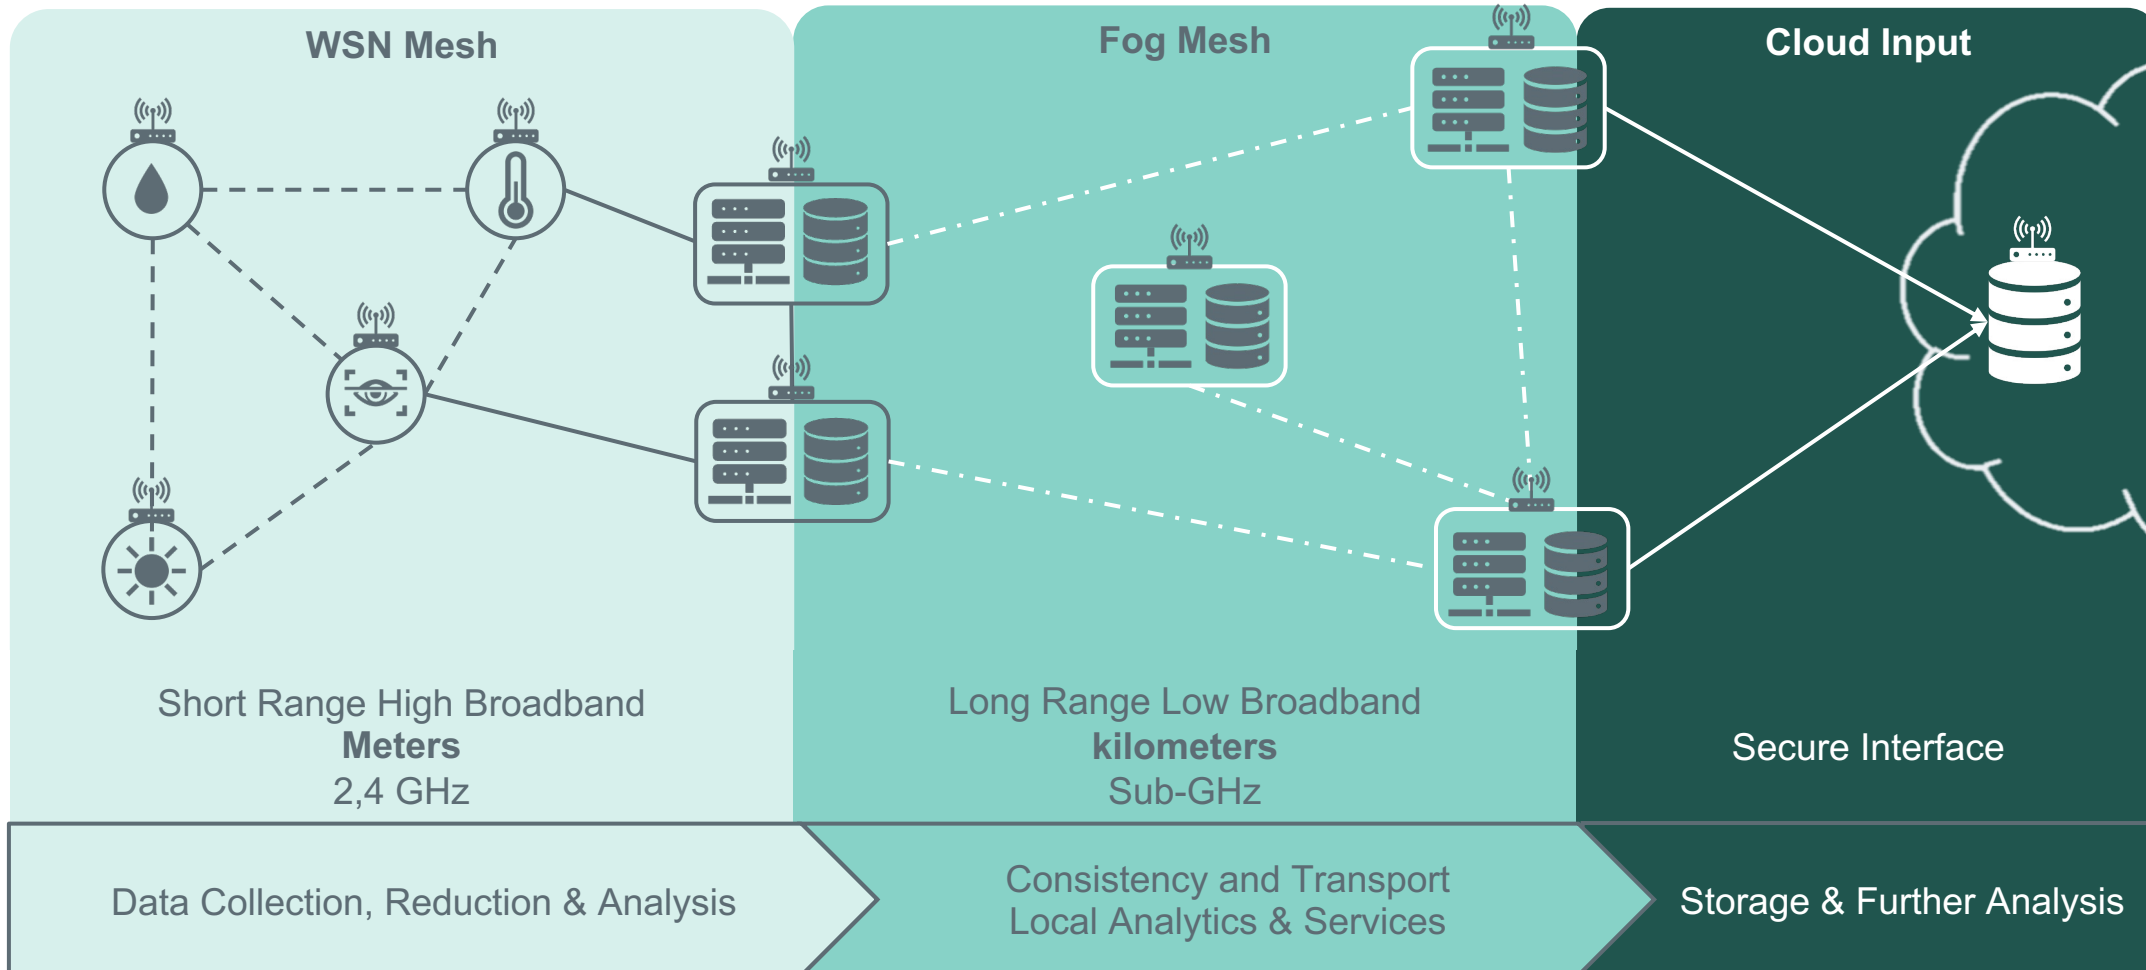 WSN Mesh
Fog Mesh
Cloud Input
Short Range High Broadband
Meters
2,4 GHz
Long Range Low Broadband
kilometers
Sub-GHz
Secure Interface
Data Collection, Reduction & Analysis
Consistency and Transport
Local Analytics & Services
Storage & Further Analysis